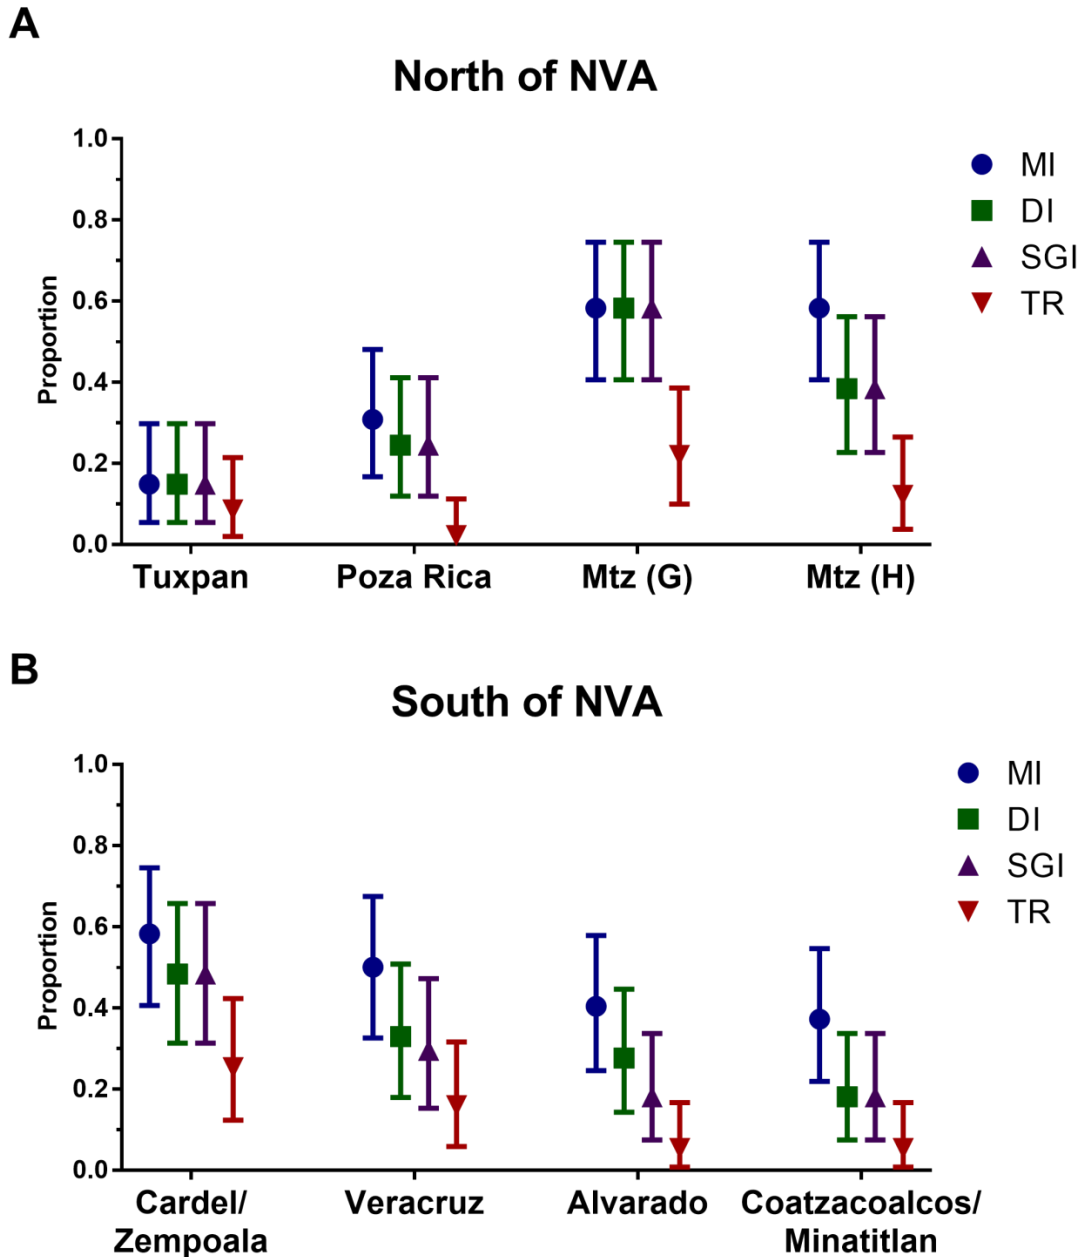 A
North of NVA
1.0
0.8
0.6
0.4
0.2
0.0
Proportion
Tuxpan
Poza Rica
Mtz (G)
Mtz (H)
MI
DI
SGI
TR
B
South of NVA
1.0
0.8
0.6
0.4
0.2
0.0
Proportion
Cardel/
Zempoala
Veracruz
Alvarado
Coatzacoalcos/
Minatitlan
MI
DI
SGI
TR